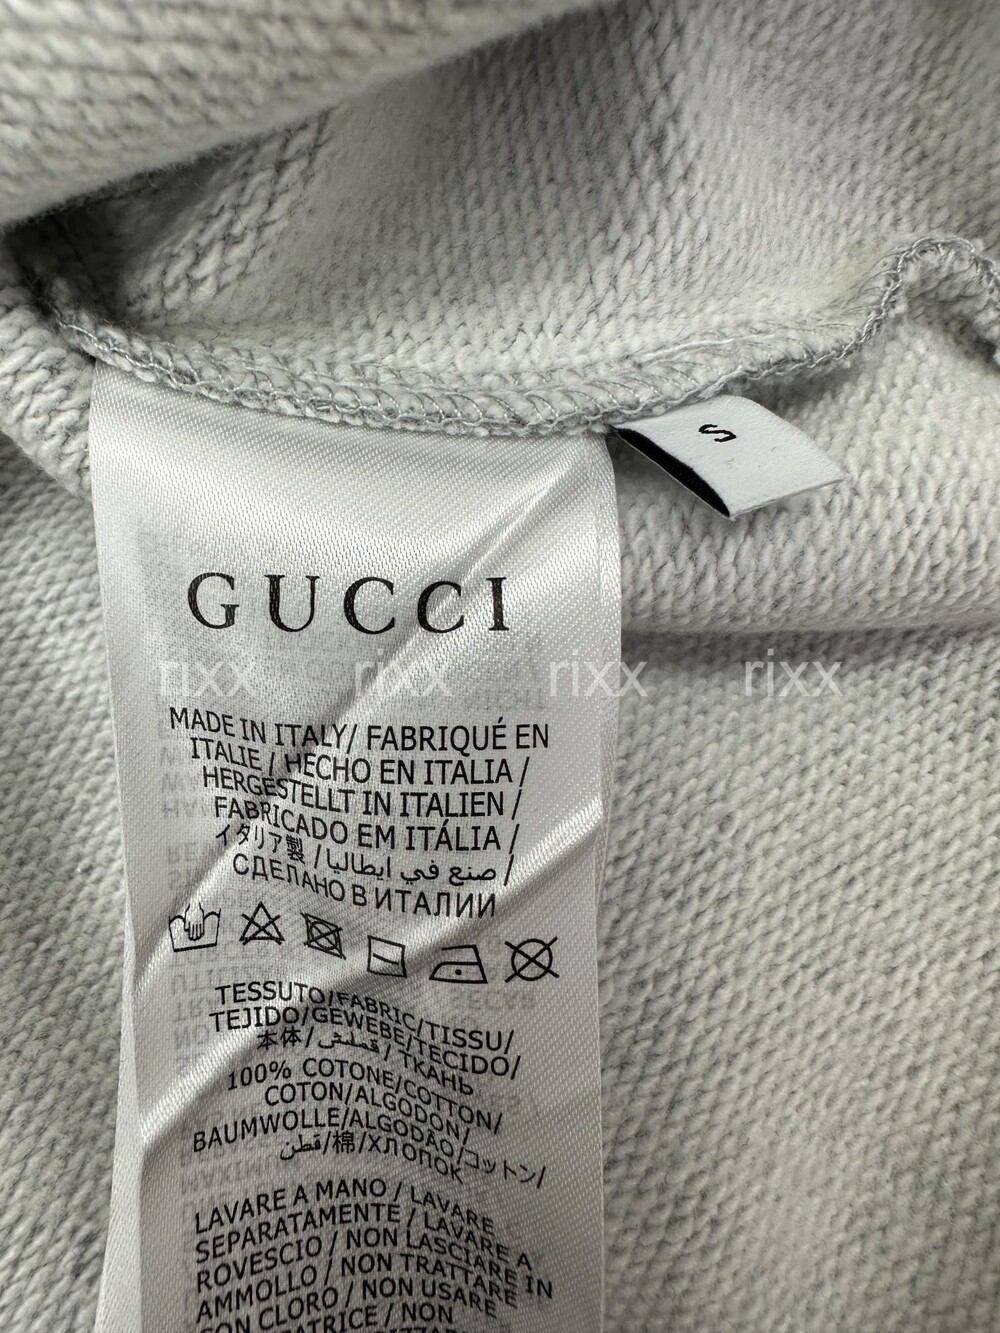 S
GUCCI
rixx rixx rixx rixx
MADE IN ITALY/ FABRIQUÉ EN
ITALIE / HECHO EN ITALIA /
HERGESTELLT IN ITALIEN /
FABRICADO EM ITÁLIA /
イタリア製 / صنع في ايطاليا /
СДЕЛАНО В ИТАЛИИ
TESSUTO/FABRIC/TISSU/
TEJIDO/GEWEBE/TECIDO/
本体/قماش/ТКАНЬ
100% COTONE/COTTON/
COTON/ALGODON/
BAUMWOLLE/ALGODÃO/コットン/
قطن/棉/ХЛОПОК
LAVARE A MANO / LAVARE
SEPARATAMENTE / LAVARE A
ROVESCIO / NON LASCIARE IN
AMMOLLO / NON TRATTARE
CON CLORO / NON USARE
NON